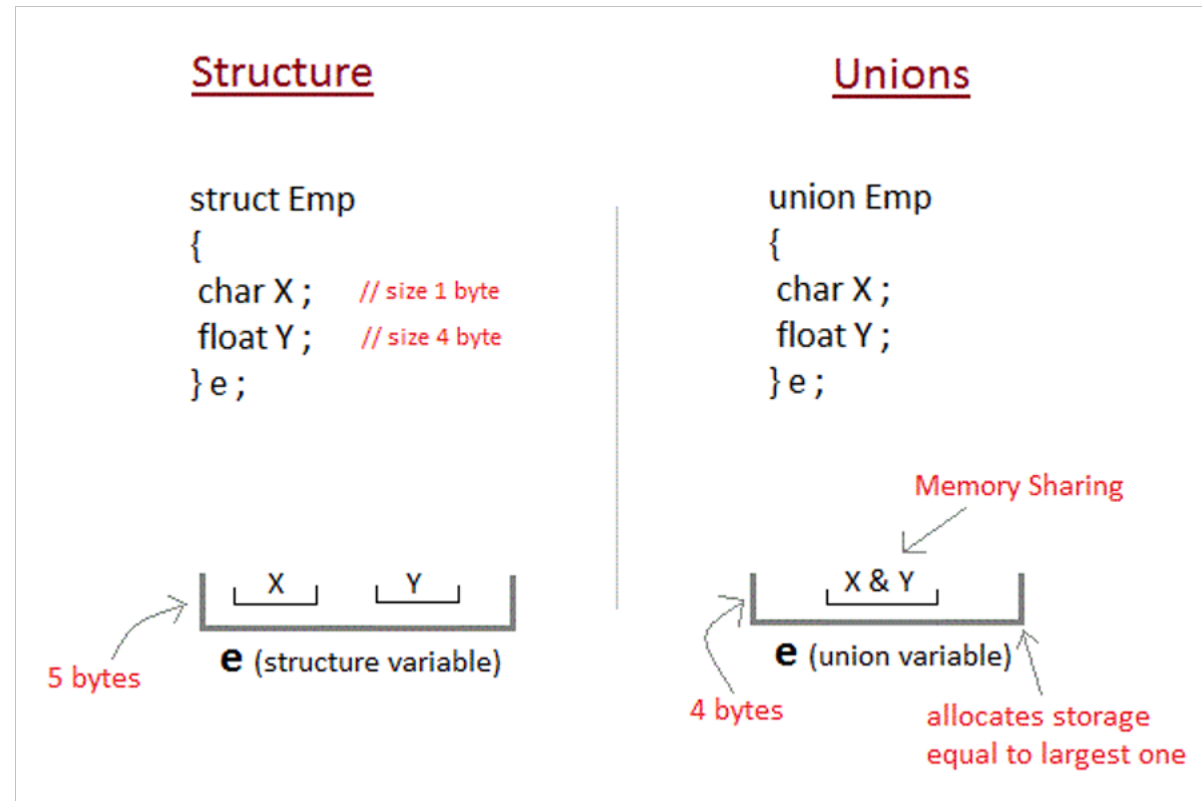 Structure
struct Emp
{
char X ; // size 1 byte
float Y ; // size 4 byte
} e ;
X Y
e (structure variable)
5 bytes
Unions
union Emp
{
char X ;
float Y ;
} e ;
Memory Sharing
X & Y
e (union variable)
4 bytes
allocates storage
equal to largest one